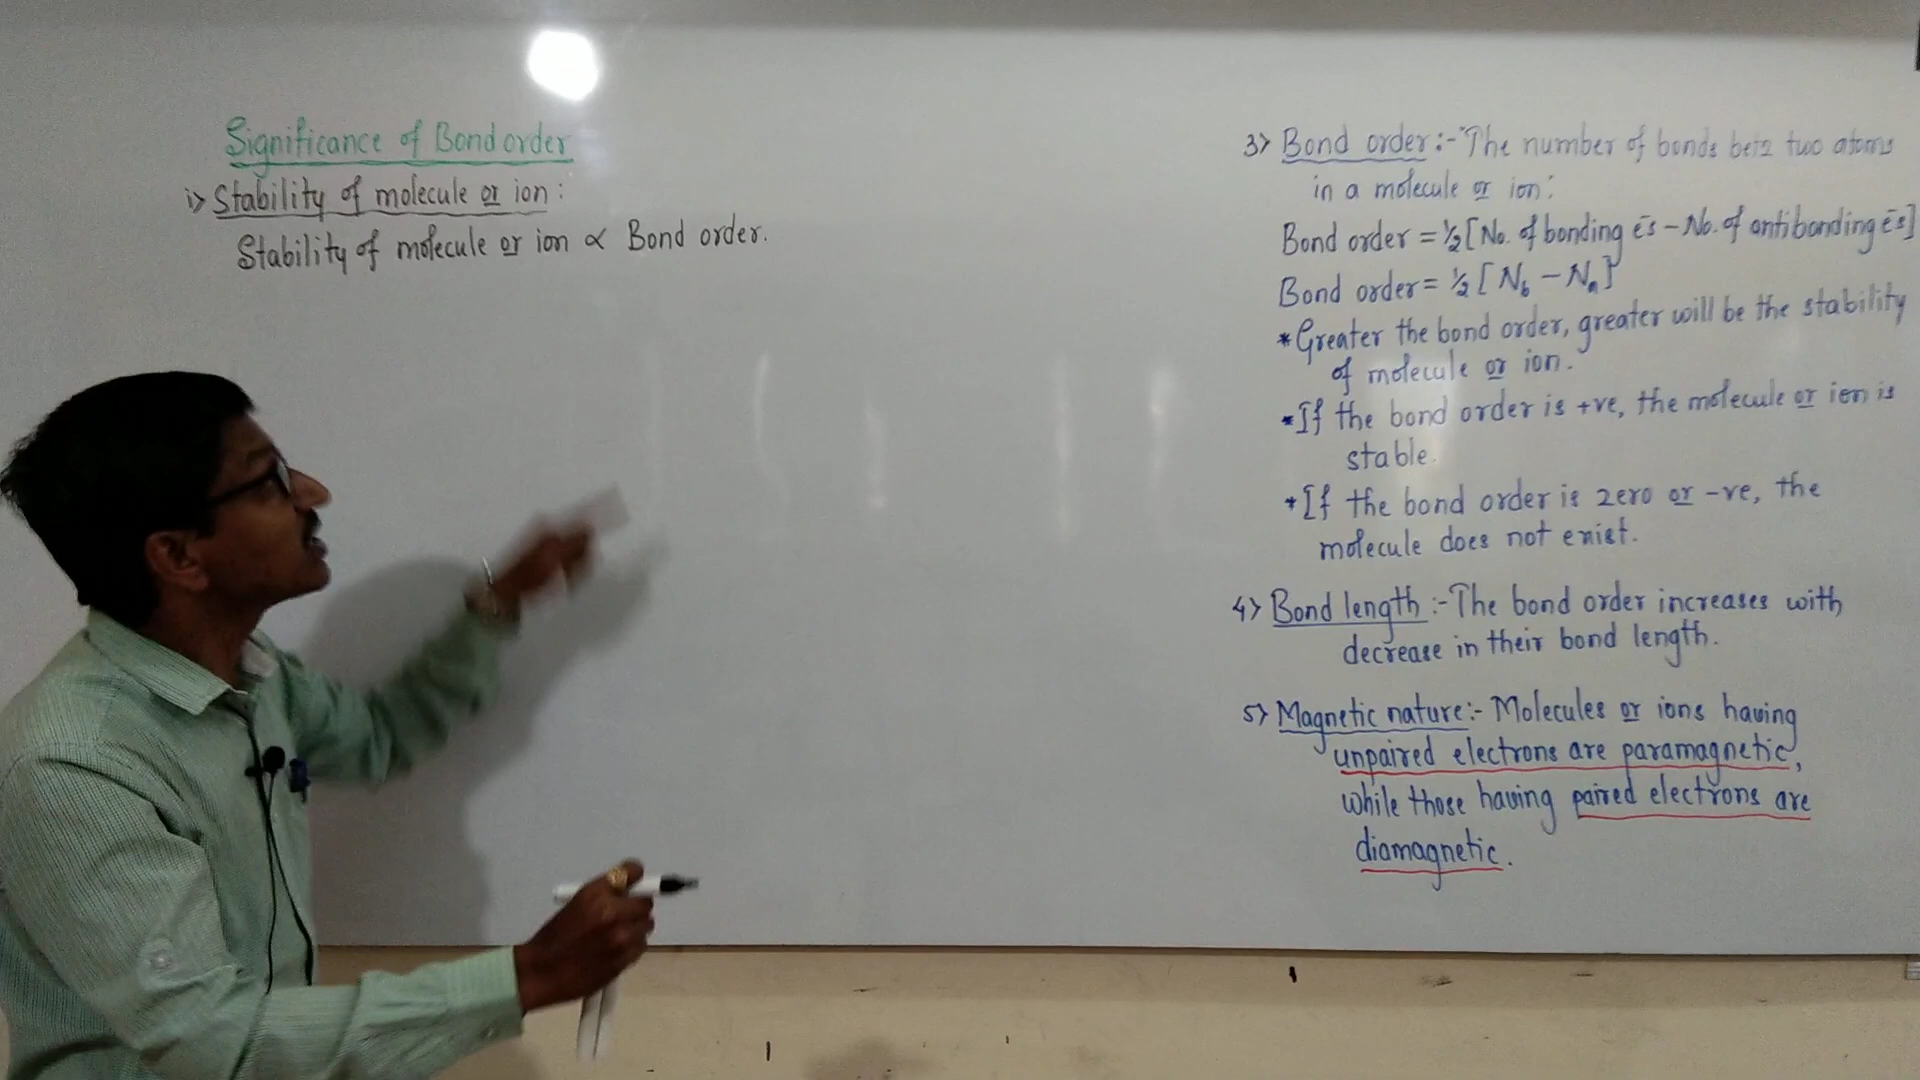 Significance of Bond order
i> Stability of molecule or ion :
Stability of molecule or ion ∝ Bond order.
3> Bond order :- "The number of bonds betn two atoms
in a molecule or ion".
Bond order = ½ [No. of bonding ēs - No. of antibonding ēs]
Bond order = ½ [ Nb - Na ]
* Greater the bond order, greater will be the stability
of molecule or ion.
* If the bond order is +ve, the molecule or ion is
stable.
* If the bond order is zero or -ve, the
molecule does not exist.
4> Bond length :- The bond order increases with
decrease in their bond length.
5> Magnetic nature :- Molecules or ions having
unpaired electrons are paramagnetic,
while those having paired electrons are
diamagnetic.